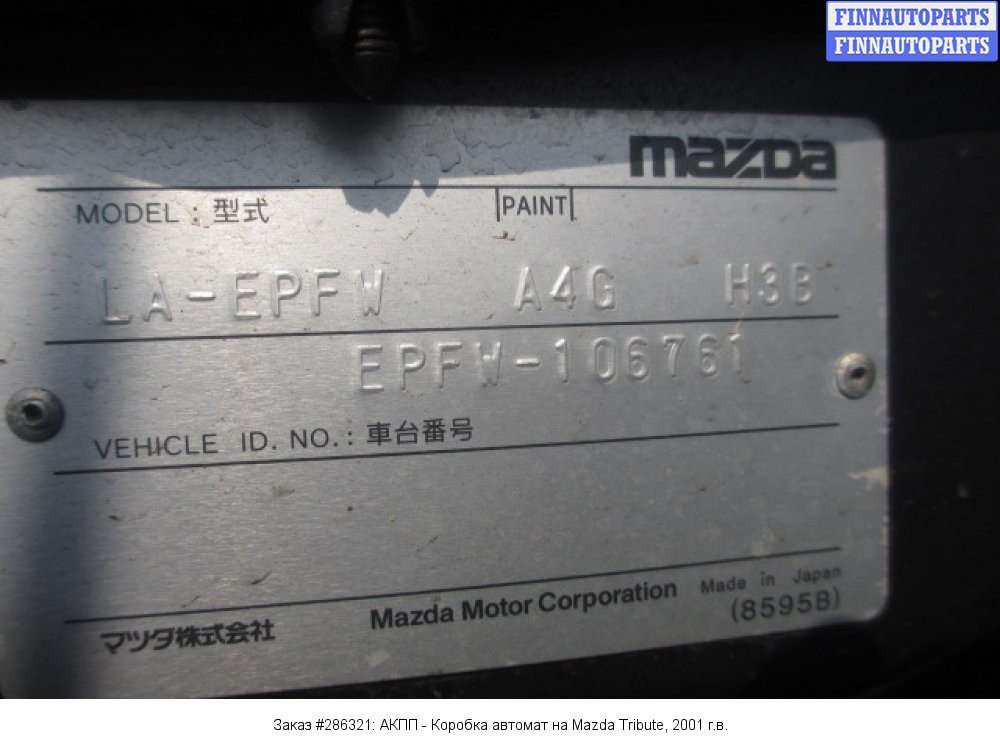 FINNAUTOPARTS
FINNAUTOPARTS
mazda
MODEL : 型式 PAINT
LA-EPFW A4G H3B
EPFW-106761
VEHICLE ID. NO. : 車台番号
マツダ株式会社 Mazda Motor Corporation Made in Japan
(8595B)
Заказ #286321: АКПП - Коробка автомат на Mazda Tribute, 2001 г.в.